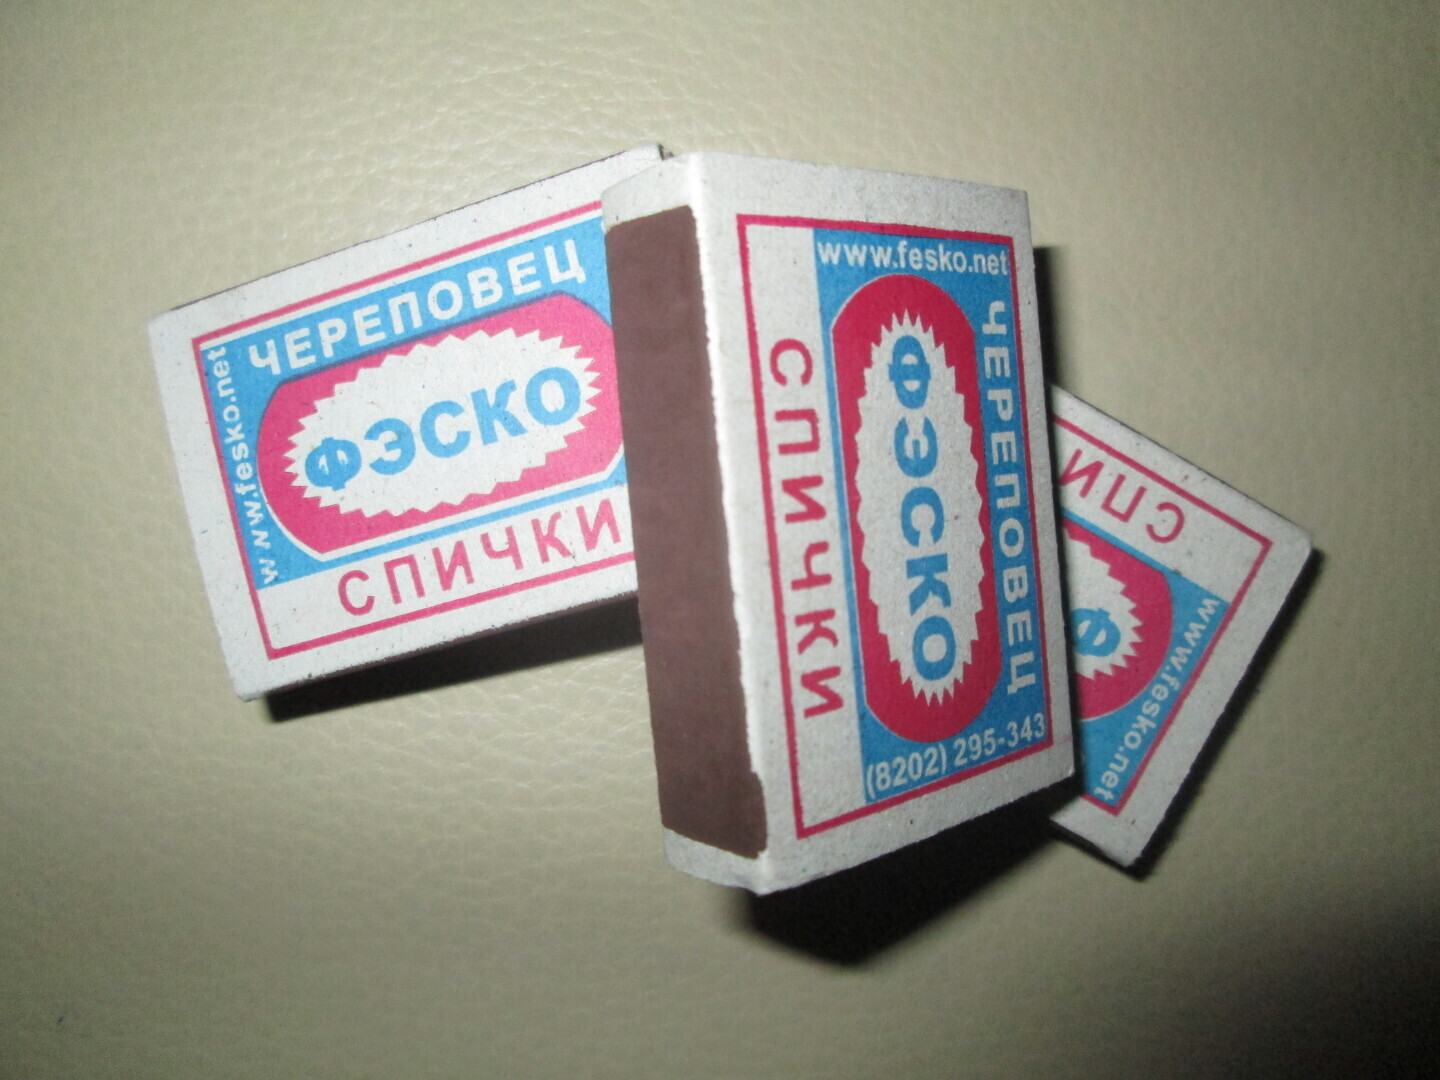 ЧЕРЕПОВЕЦ
www.fesko.net
ФЭСКО
СПИЧКИ
www.fesko.net
ЧЕРЕПОВЕЦ
ФЭСКО
СПИЧКИ
(8202) 295-343
СПИ
Ф
www.fesko.net